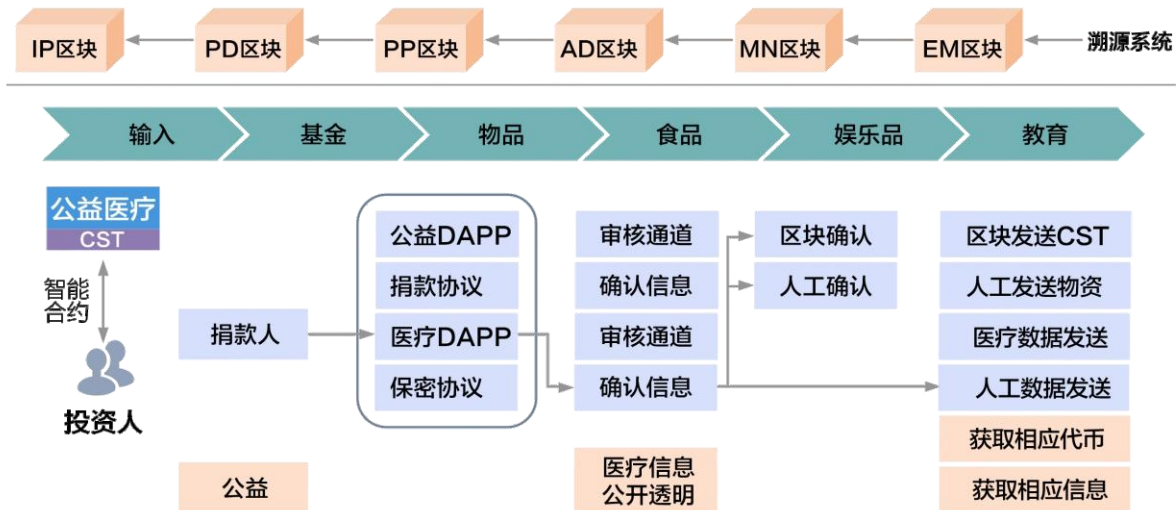 IP区块
PD区块
PP区块
AD区块
MN区块
EM区块
溯源系统
输入
基金
物品
食品
娱乐品
教育
公益医疗
CST
智能
合约
投资人
捐款人
公益
公益DAPP
捐款协议
医疗DAPP
保密协议
审核通道
确认信息
审核通道
确认信息
医疗信息
公开透明
区块确认
人工确认
区块发送CST
人工发送物资
医疗数据发送
人工数据发送
获取相应代币
获取相应信息